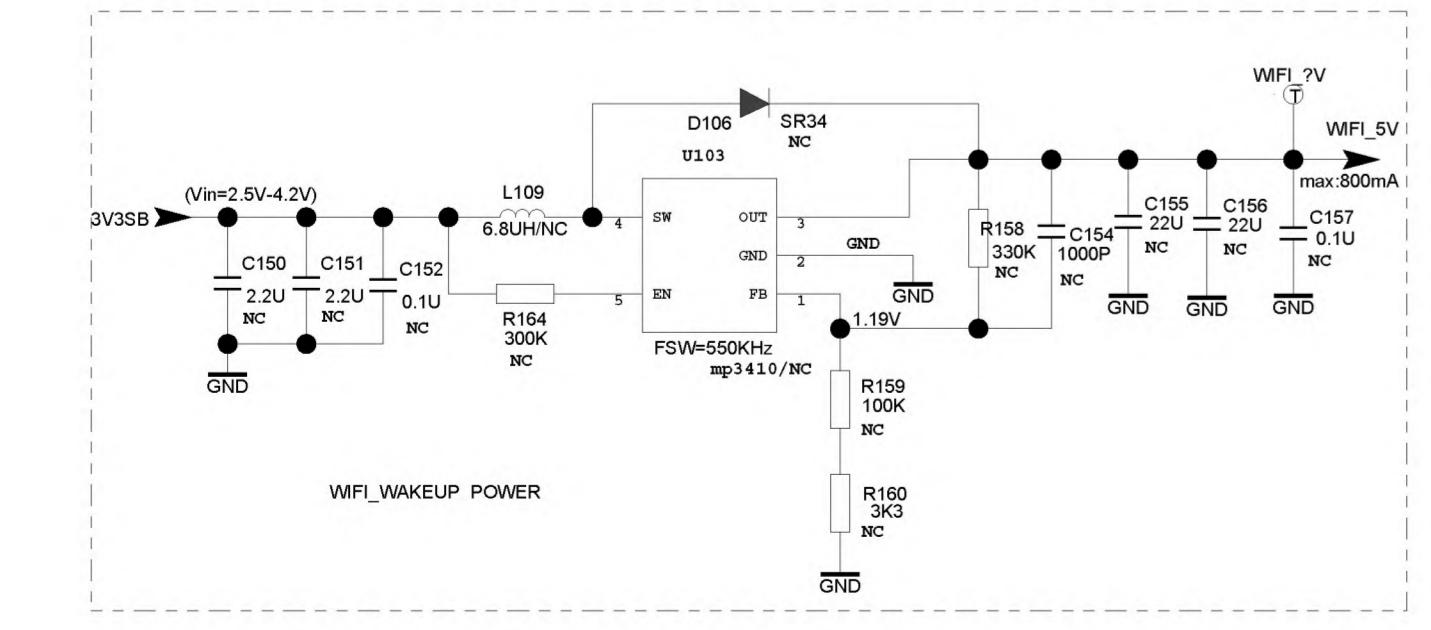 WIFI_?V
T
D106
SR34
NC
WIFI_5V
U103
max:800mA
(Vin=2.5V-4.2V)
3V3SB
L109
6.8UH/NC
4
SW
OUT
3
GND
2
GND
GND
5
EN
FB
1
C150
2.2U
NC
C151
2.2U
NC
C152
0.1U
NC
GND
R164
300K
NC
FSW=550KHz
mp3410/NC
1.19V
R158
330K
NC
C154
1000P
NC
C155
22U
NC
GND
C156
22U
NC
GND
C157
0.1U
NC
GND
R159
100K
NC
R160
3K3
NC
GND
WIFI_WAKEUP POWER